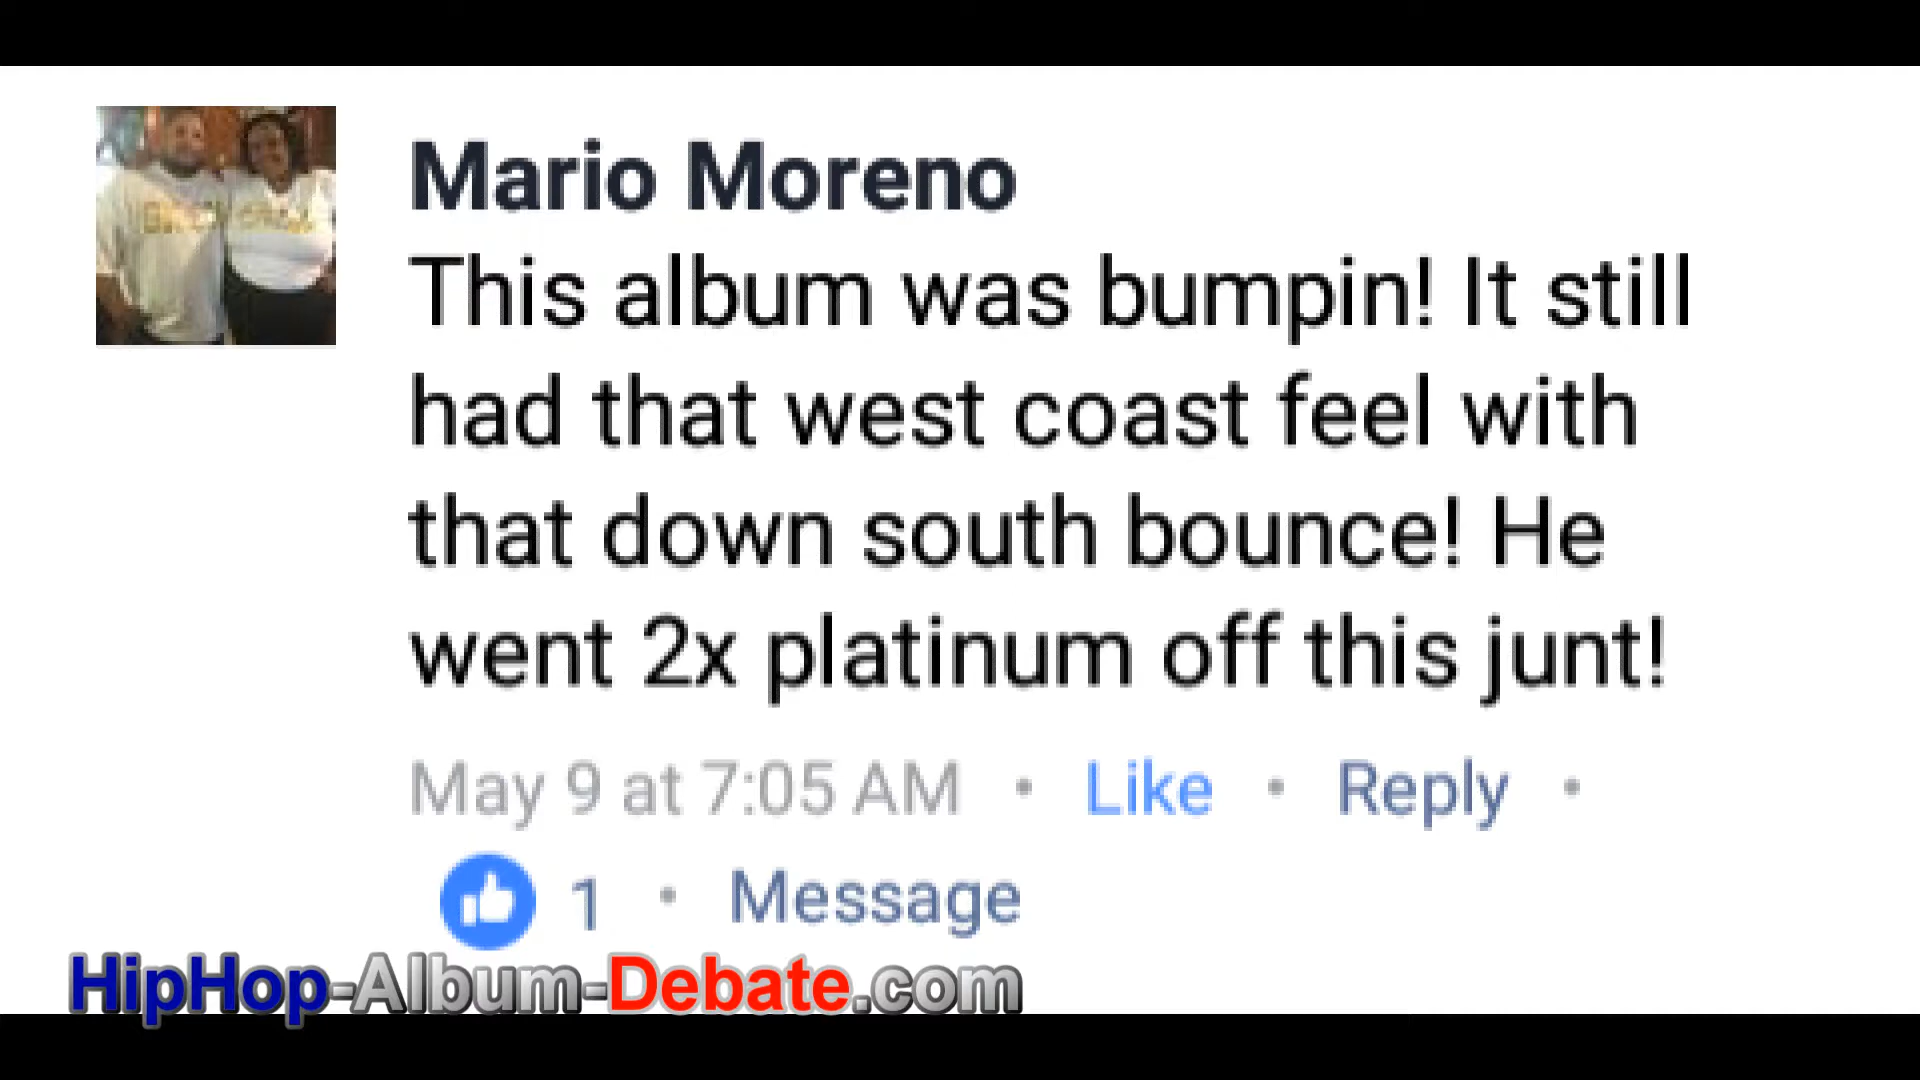 Mario Moreno
This album was bumpin! It still
had that west coast feel with
that down south bounce! He
went 2x platinum off this junt!
May 9 at 7:05 AM • Like • Reply •
1 • Message
HipHop-Album-Debate.com